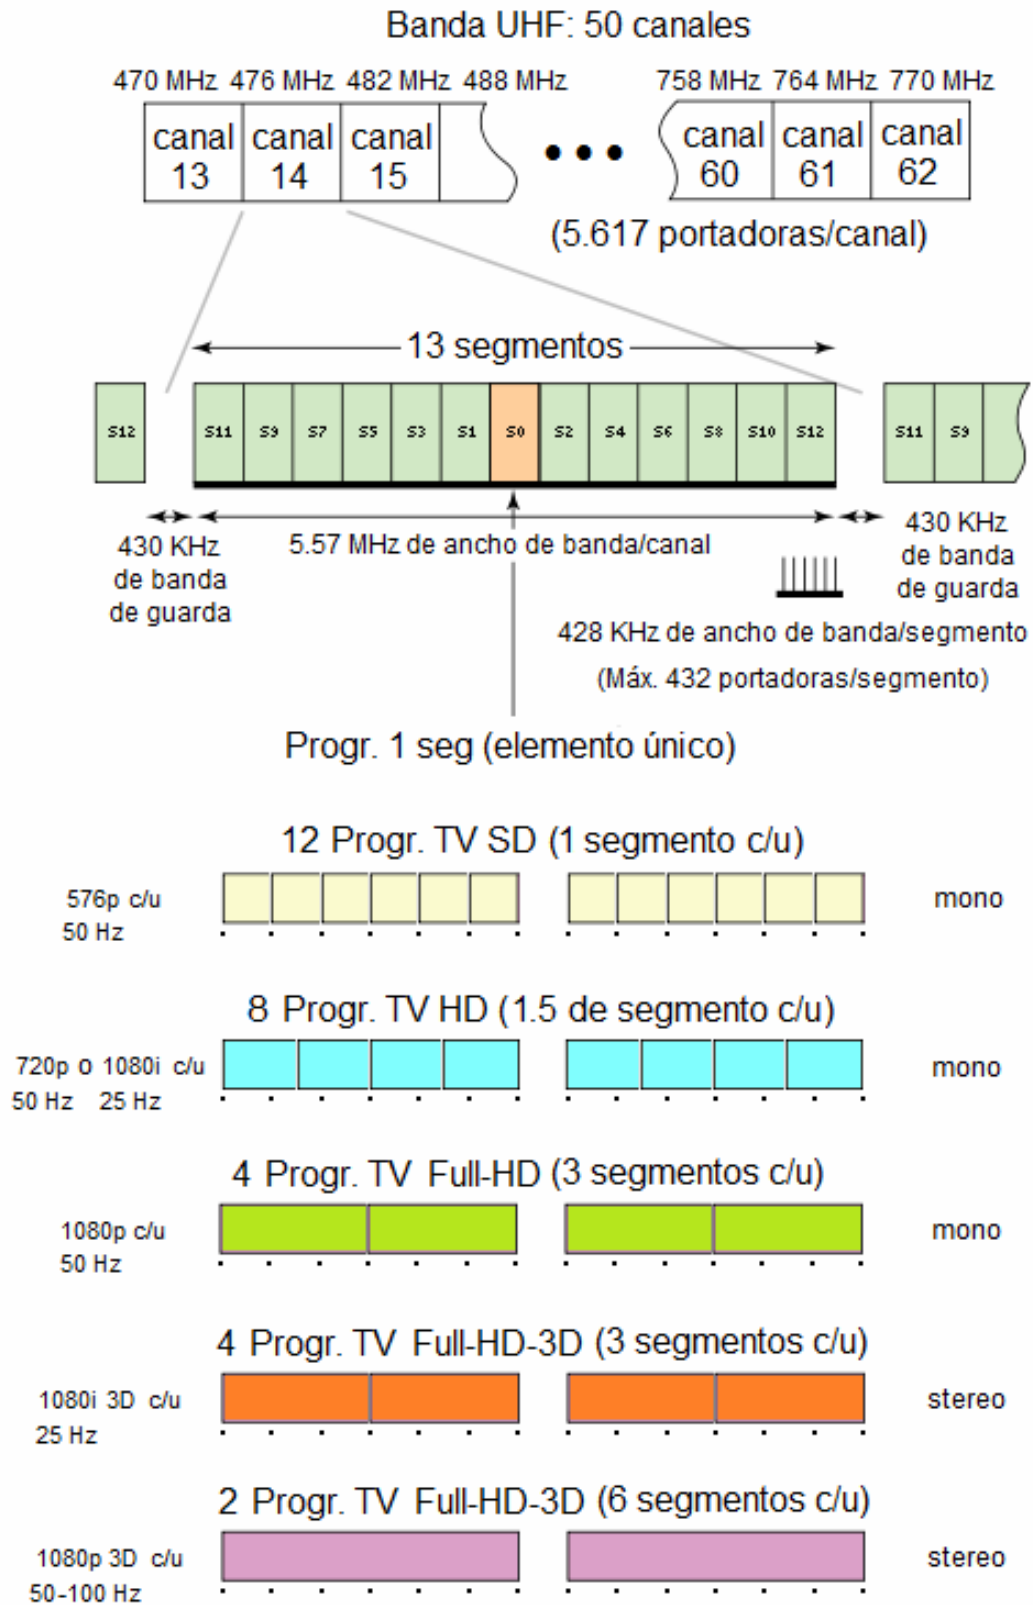 Banda UHF: 50 canales
470 MHz 476 MHz 482 MHz 488 MHz 758 MHz 764 MHz 770 MHz
canal canal canal canal canal canal
13 14 15 60 61 62
(5.617 portadoras/canal)
13 segmentos
S12 S11 S9 S7 S5 S3 S1 S0 S2 S4 S6 S8 S10 S12 S11 S9
430 KHz
de banda
de guarda
5.57 MHz de ancho de banda/canal
430 KHz
de banda
de guarda
428 KHz de ancho de banda/segmento
(Máx. 432 portadoras/segmento)
Progr. 1 seg (elemento único)
12 Progr. TV SD (1 segmento c/u)
576p c/u
50 Hz
mono
8 Progr. TV HD (1.5 de segmento c/u)
720p o 1080i c/u
50 Hz 25 Hz
mono
4 Progr. TV Full-HD (3 segmentos c/u)
1080p c/u
50 Hz
mono
4 Progr. TV Full-HD-3D (3 segmentos c/u)
1080i 3D c/u
25 Hz
stereo
2 Progr. TV Full-HD-3D (6 segmentos c/u)
1080p 3D c/u
50-100 Hz
stereo